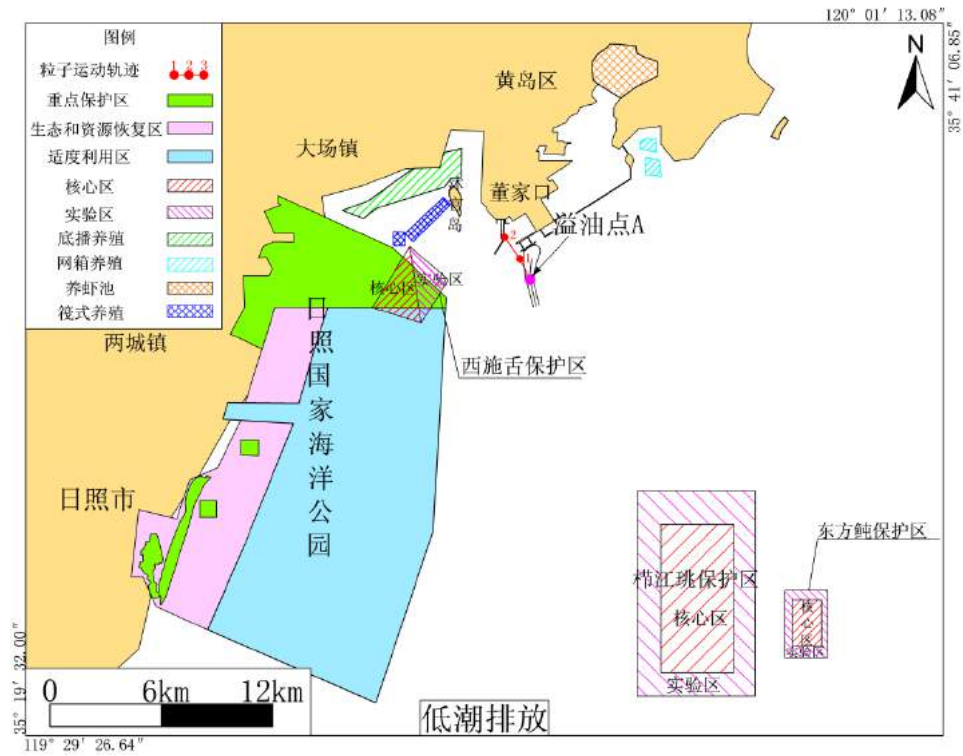 120° 01′ 13.08″
35° 41′ 06.85″
N
图例
粒子运动轨迹
1 2 3
重点保护区
生态和资源恢复区
适度利用区
核心区
实验区
底播养殖
网箱养殖
养虾池
筏式养殖
黄岛区
大场镇
董家口
溢油点A
2
1
核心区
实验区
西施舌保护区
两城镇
日照国家海洋公园
日照市
东方鲀保护区
栉江珧保护区
核心区
实验区
核心区
实验区
0 6km 12km
低潮排放
35° 19′ 32.00″
119° 29′ 26.64″